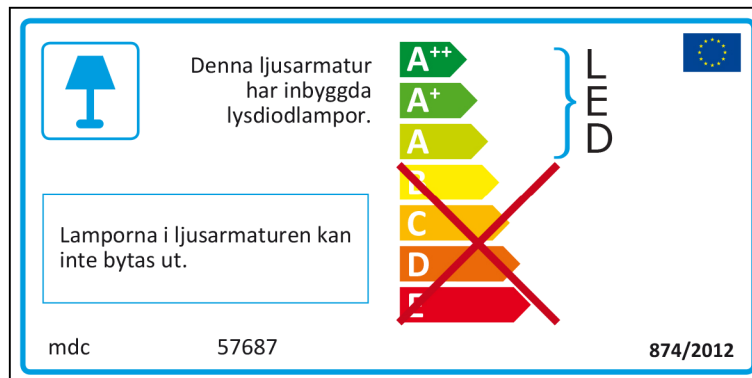 Denna ljusarmatur
har inbyggda
lysdiodlampor.
A++
A+
A
B
C
D
E
L
E
D
Lamporna i ljusarmaturen kan
inte bytas ut.
mdc 57687
874/2012